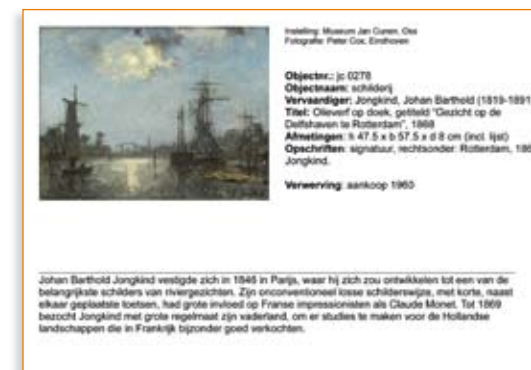 Instelling: Museum Jan Cunen, Oss
Fotografie: Peter Cox, Eindhoven
Objectnr.: jc 0278
Objectnaam: schilderij
Vervaardiger: Jongkind, Johan Barthold (1819-1891
Titel: Olieverf op doek, getiteld "Gezicht op de
Delfshaven te Rotterdam", 1868
Afmetingen: h 47.5 x b 57.5 x d 8 cm (incl. lijst)
Opschriften: signatuur, rechtsonder: Rotterdam, 186
Jongkind.
Verwerving: aankoop 1960
Johan Barthold Jongkind vestigde zich in 1846 in Parijs, waar hij zich zou ontwikkelen tot een van de
belangrijkste schilders van riviergezichten. Zijn onconventioneel losse schilderswijze, met korte, naast
elkaar geplaatste toetsen, had grote invloed op Franse impressionisten als Claude Monet. Tot 1869
bezocht Jongkind met grote regelmaat zijn vaderland, om er studies te maken voor de Hollandse
landschappen die in Frankrijk bijzonder goed verkochten.